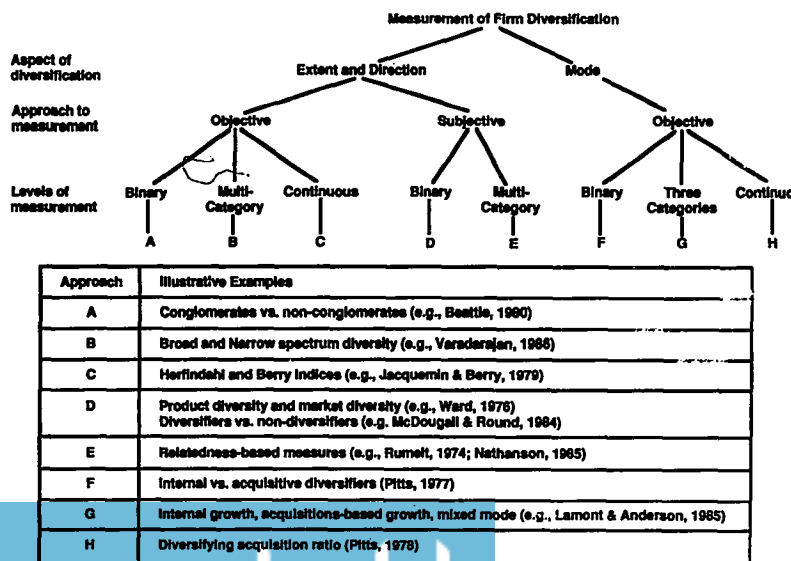 Measurement of Firm Diversification
Aspect of
diversification
Extent and Direction
Mode
Approach to
measurement
Objective
Subjective
Objective
Levels of
measurement
Binary
Multi-
Category
Continuous
Binary
Multi-
Category
Binary
Three
Categories
Continuo
A
B
C
D
E
F
G
H
Approach Illustrative Examples
A Conglomerates vs. non-conglomerates (e.g., Beattie, 1980)
B Broad and Narrow spectrum diversity (e.g., Varadarajan, 1986)
C Herfindahl and Berry Indices (e.g., Jacquemin & Berry, 1979)
D Product diversity and market diversity (e.g., Ward, 1976)
Diversifiers vs. non-diversifiers (e.g. McDougall & Round, 1984)
E Relatedness-based measures (e.g., Rumelt, 1974; Nathanson, 1985)
F Internal vs. acquisitive diversifiers (Pitts, 1977)
G Internal growth, acquisitions-based growth, mixed mode (e.g., Lamont & Anderson, 1985)
H Diversifying acquisition ratio (Pitts, 1978)